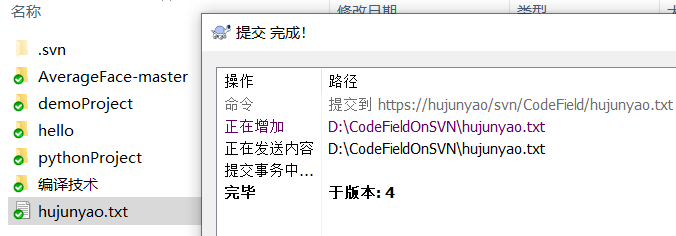 名称
修改日期
类型
.svn
AverageFace-master
demoProject
hello
pythonProject
编译技术
hujunyao.txt
提交 完成!
操作 路径
命令 提交到 https://hujunyao/svn/CodeField/hujunyao.txt
正在增加 D:\CodeFieldOnSVN\hujunyao.txt
正在发送内容 D:\CodeFieldOnSVN\hujunyao.txt
提交事务中...
完毕 于版本: 4